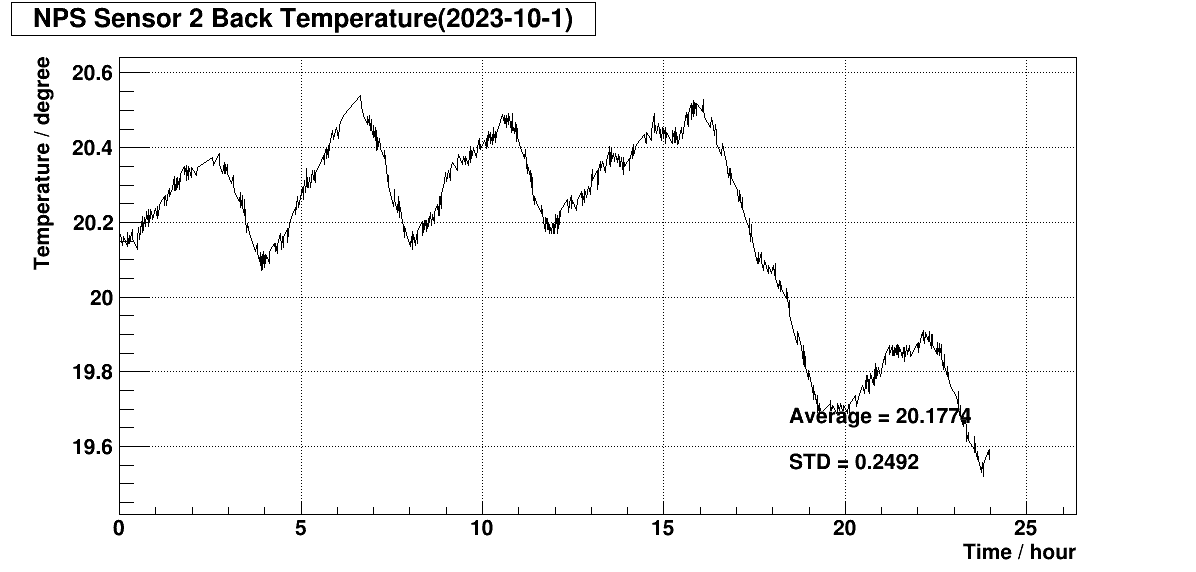 NPS Sensor 2 Back Temperature(2023-10-1)
Temperature / degree
20.6
20.4
20.2
20
19.8
19.6
Average = 20.1774
STD = 0.2492
0 5 10 15 20 25
Time / hour